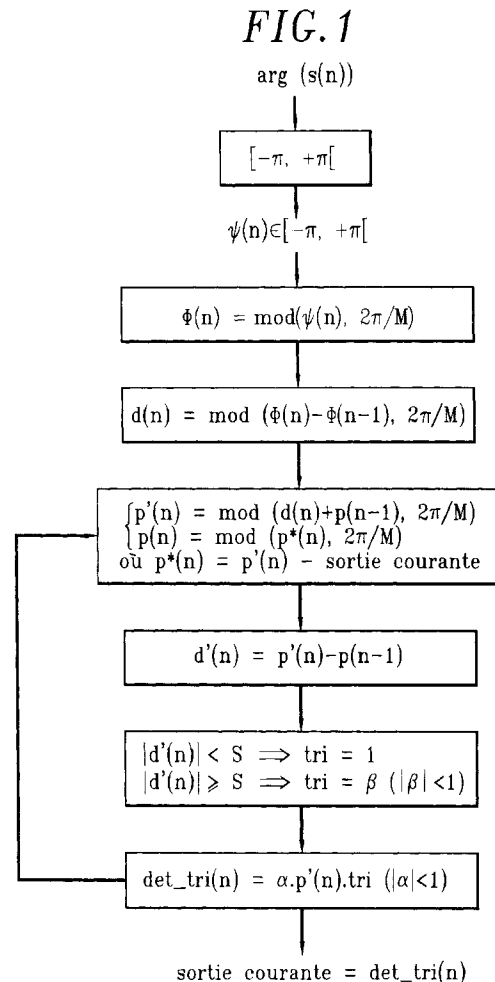 FIG.1
arg (s(n))
[-π, +π[
ψ(n)∈[-π, +π[
Φ(n) = mod(ψ(n), 2π/M)
d(n) = mod (Φ(n)-Φ(n-1), 2π/M)
{p'(n) = mod (d(n)+p(n-1), 2π/M)
p(n) = mod (p*(n), 2π/M)
où p*(n) = p'(n) - sortie courante
d'(n) = p'(n)-p(n-1)
|d'(n)| < S ⟹ tri = 1
|d'(n)| ⩾ S ⟹ tri = β (|β|<1)
det_tri(n) = α.p'(n).tri (|α|<1)
sortie courante = det_tri(n)